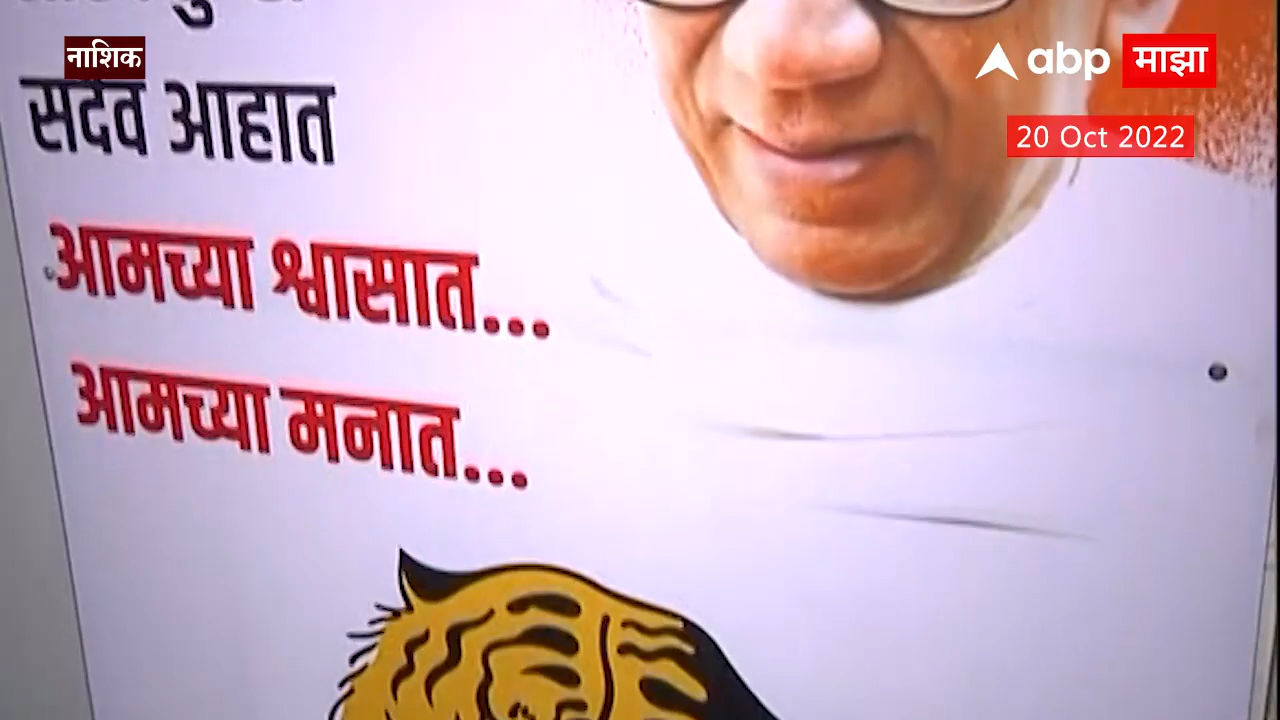 नाशिक
abp माझा
20 Oct 2022
सदैव आहात
आमच्या श्वासात...
आमच्या मनात...